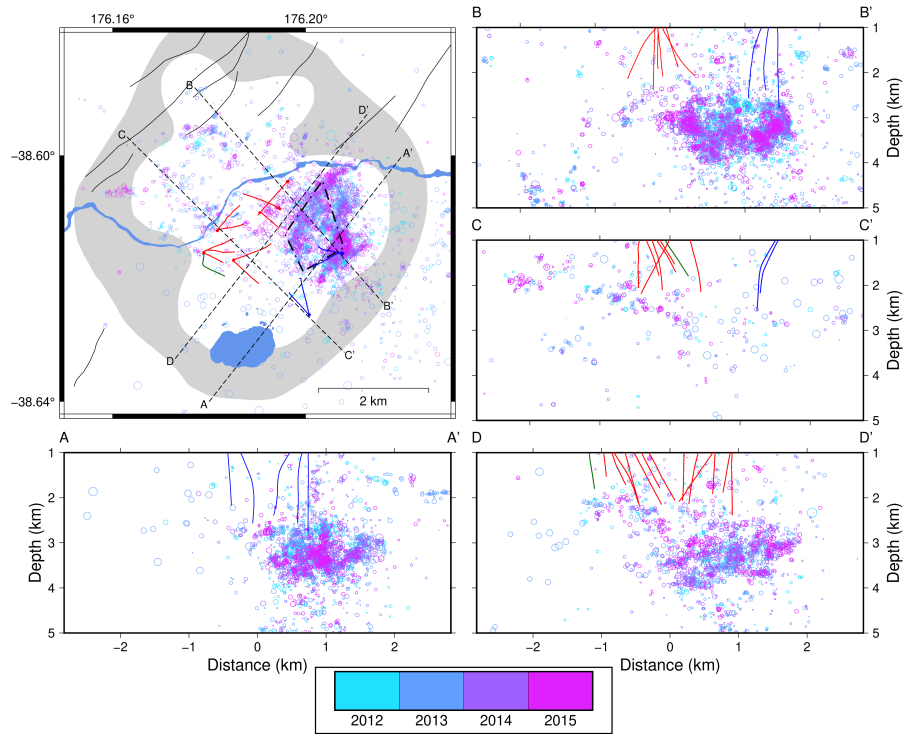 176.16° 176.20°
B B'
B
D'
C
A'
−38.60°
B'
D
C'
A
−38.64°
2 km
1
2
3
4
5
Depth (km)
C C'
1
2
3
4
5
Depth (km)
A A'
1
2
3
4
5
Depth (km)
−2 −1 0 1 2
Distance (km)
D D'
1
2
3
4
5
Depth (km)
−2 −1 0 1 2
Distance (km)
2012 2013 2014 2015